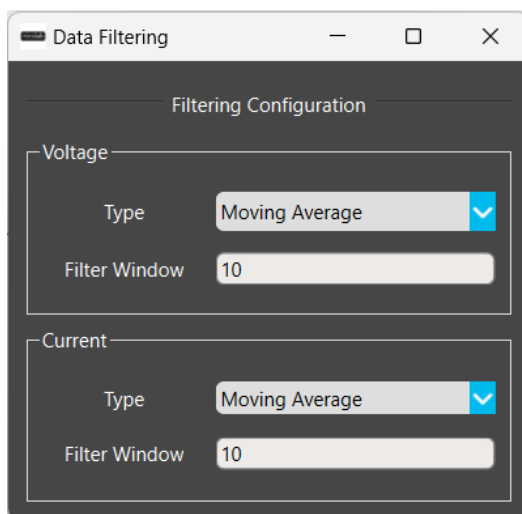 Data Filtering
Filtering Configuration
Voltage
Type Moving Average
Filter Window 10
Current
Type Moving Average
Filter Window 10